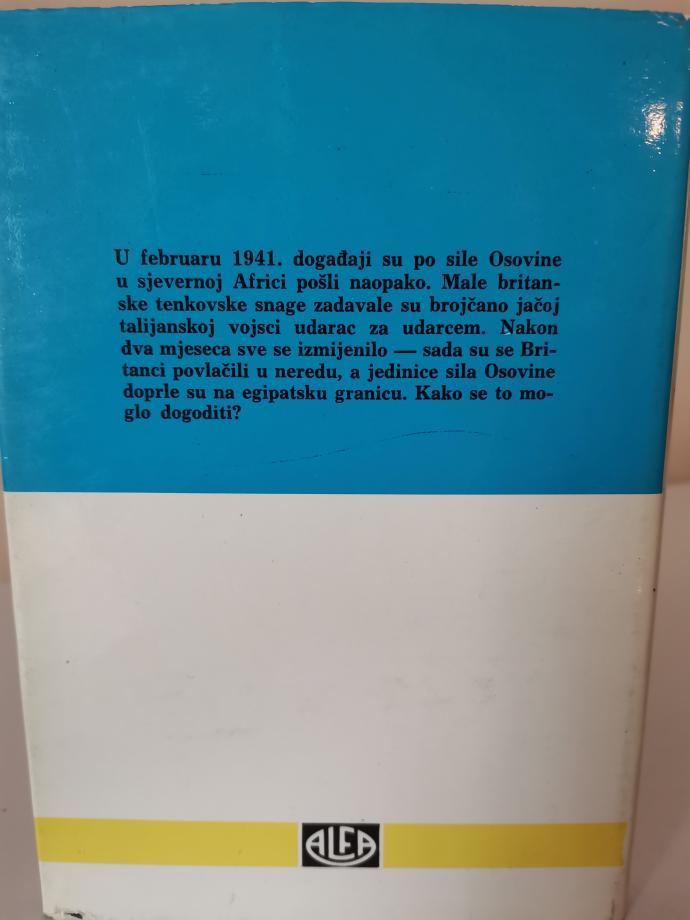 U februaru 1941. događaji su po sile Osovine
u sjevernoj Africi pošli naopako. Male britan-
ske tenkovske snage zadavale su brojčano jačoj
talijanskoj vojsci udarac za udarcem. Nakon
dva mjeseca sve se izmijenilo — sada su se Bri-
tanci povlačili u neredu, a jedinice sila Osovine
doprle su na egipatsku granicu. Kako se to mo-
glo dogoditi?
ALFA